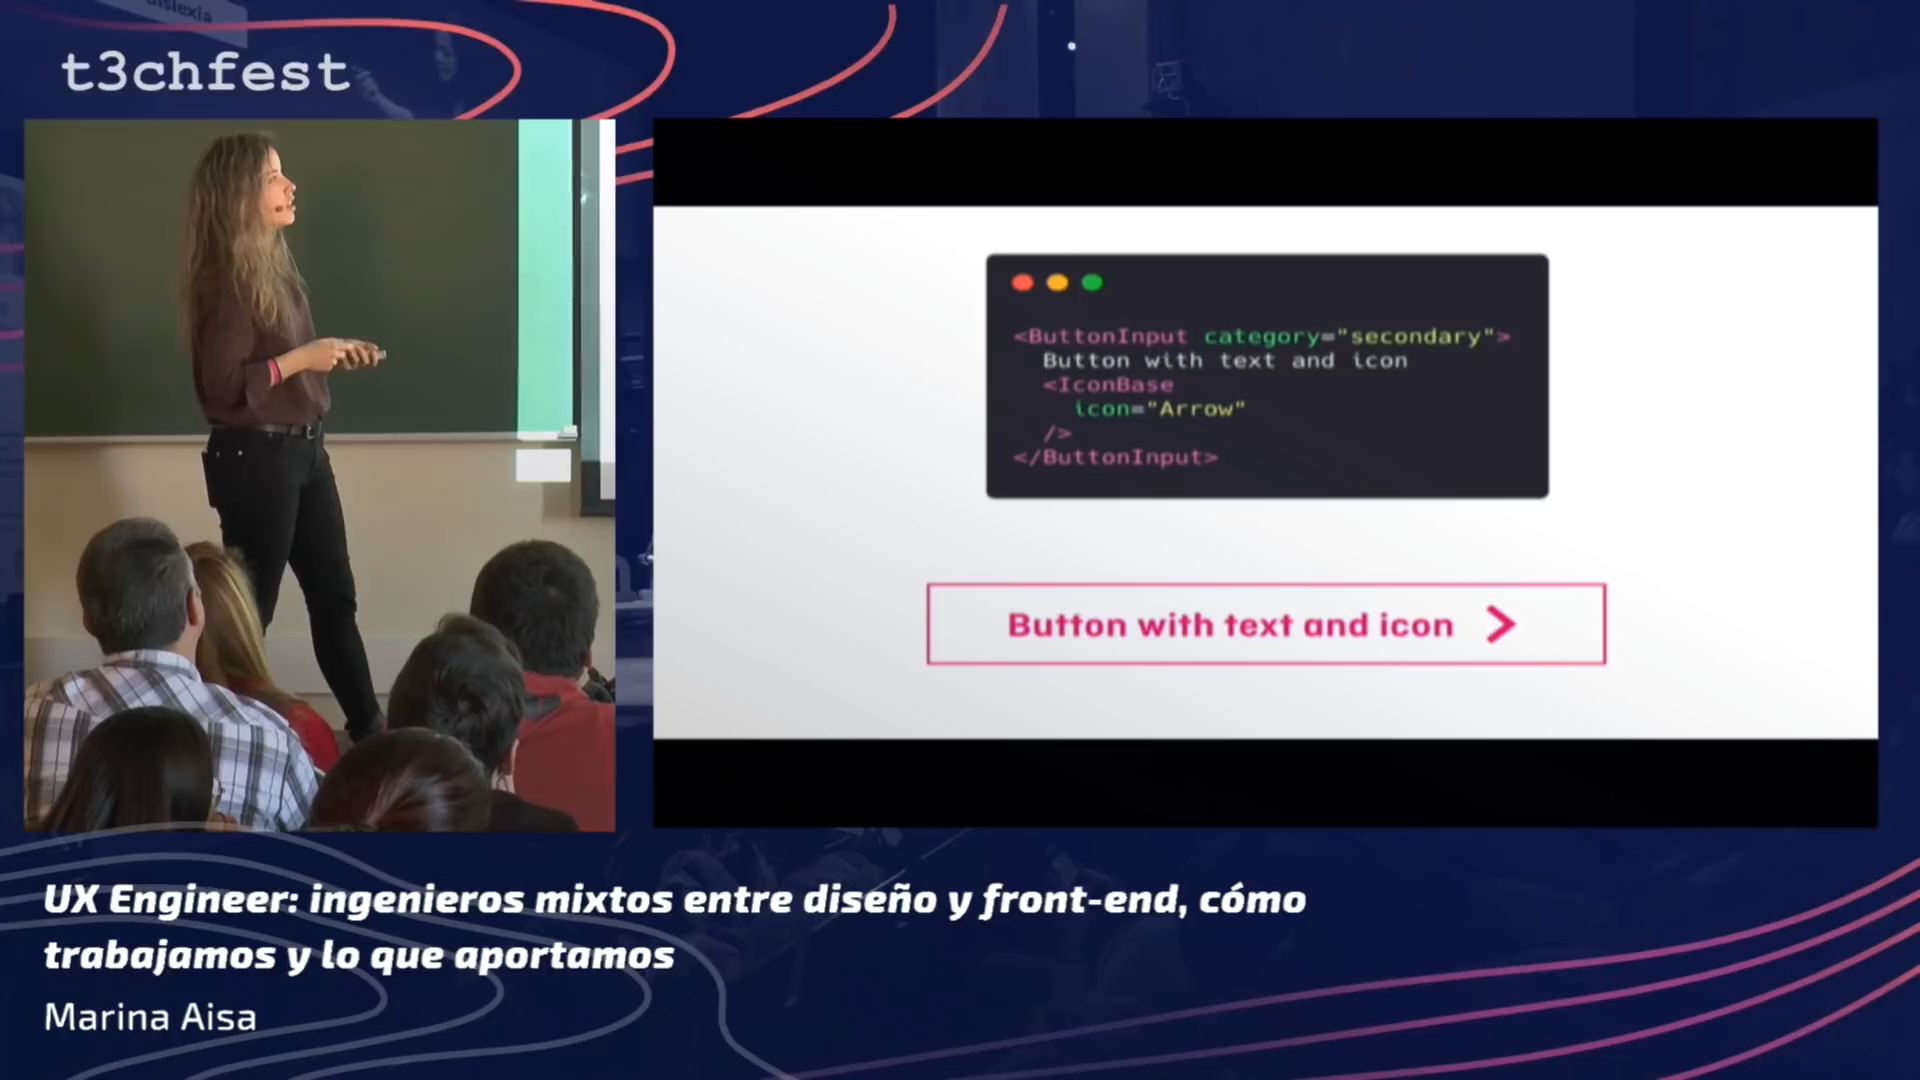 dislexia
t3chfest
<ButtonInput category="secondary">
Button with text and icon
<IconBase
icon="Arrow"
/>
</ButtonInput>
Button with text and icon
UX Engineer: ingenieros mixtos entre diseño y front-end, cómo
trabajamos y lo que aportamos
Marina Aisa